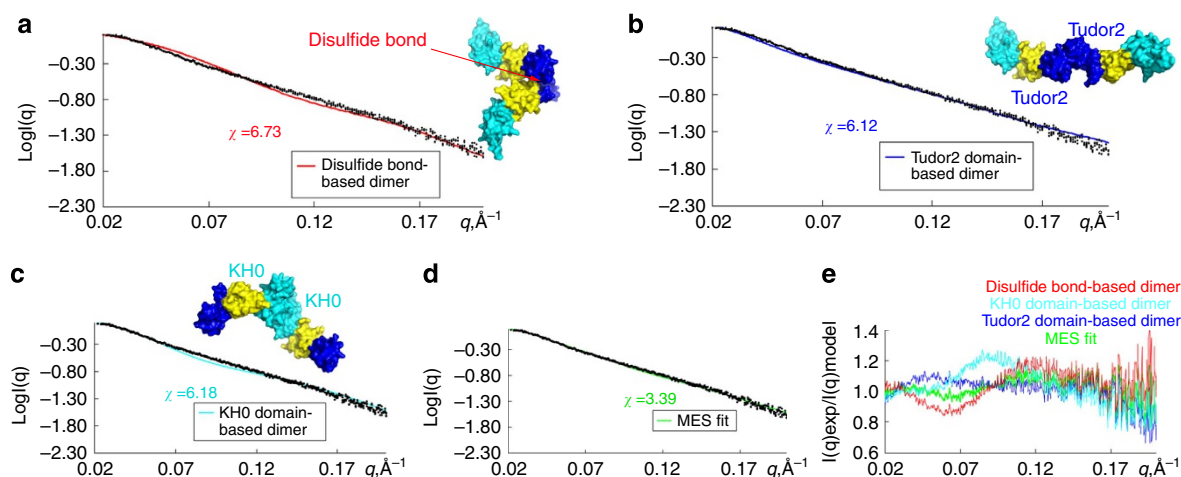 a
Disulfide bond
LogI(q)
−0.30
−0.80
−1.30
−1.80
−2.30
χ =6.73
Disulfide bond-
based dimer
0.02
0.07
0.12
0.17
q,Å−1
b
Tudor2
Tudor2
LogI(q)
−0.30
−0.80
−1.30
−1.80
−2.30
χ =6.12
Tudor2 domain-
based dimer
0.02
0.07
0.12
0.17
q,Å−1
c
KH0
KH0
LogI(q)
−0.30
−0.80
−1.30
−1.80
−2.30
χ =6.18
KH0 domain-
based dimer
0.02
0.07
0.12
0.17
q,Å−1
d
LogI(q)
−0.30
−0.80
−1.30
−1.80
−2.30
χ =3.39
MES fit
0.02
0.07
0.12
0.17
q,Å−1
e
Disulfide bond-based dimer
KH0 domain-based dimer
Tudor2 domain-based dimer
MES fit
I(q)exp/I(q)model
1.4
1.2
1.0
0.8
0.6
0.02
0.07
0.12
0.17
q,Å−1